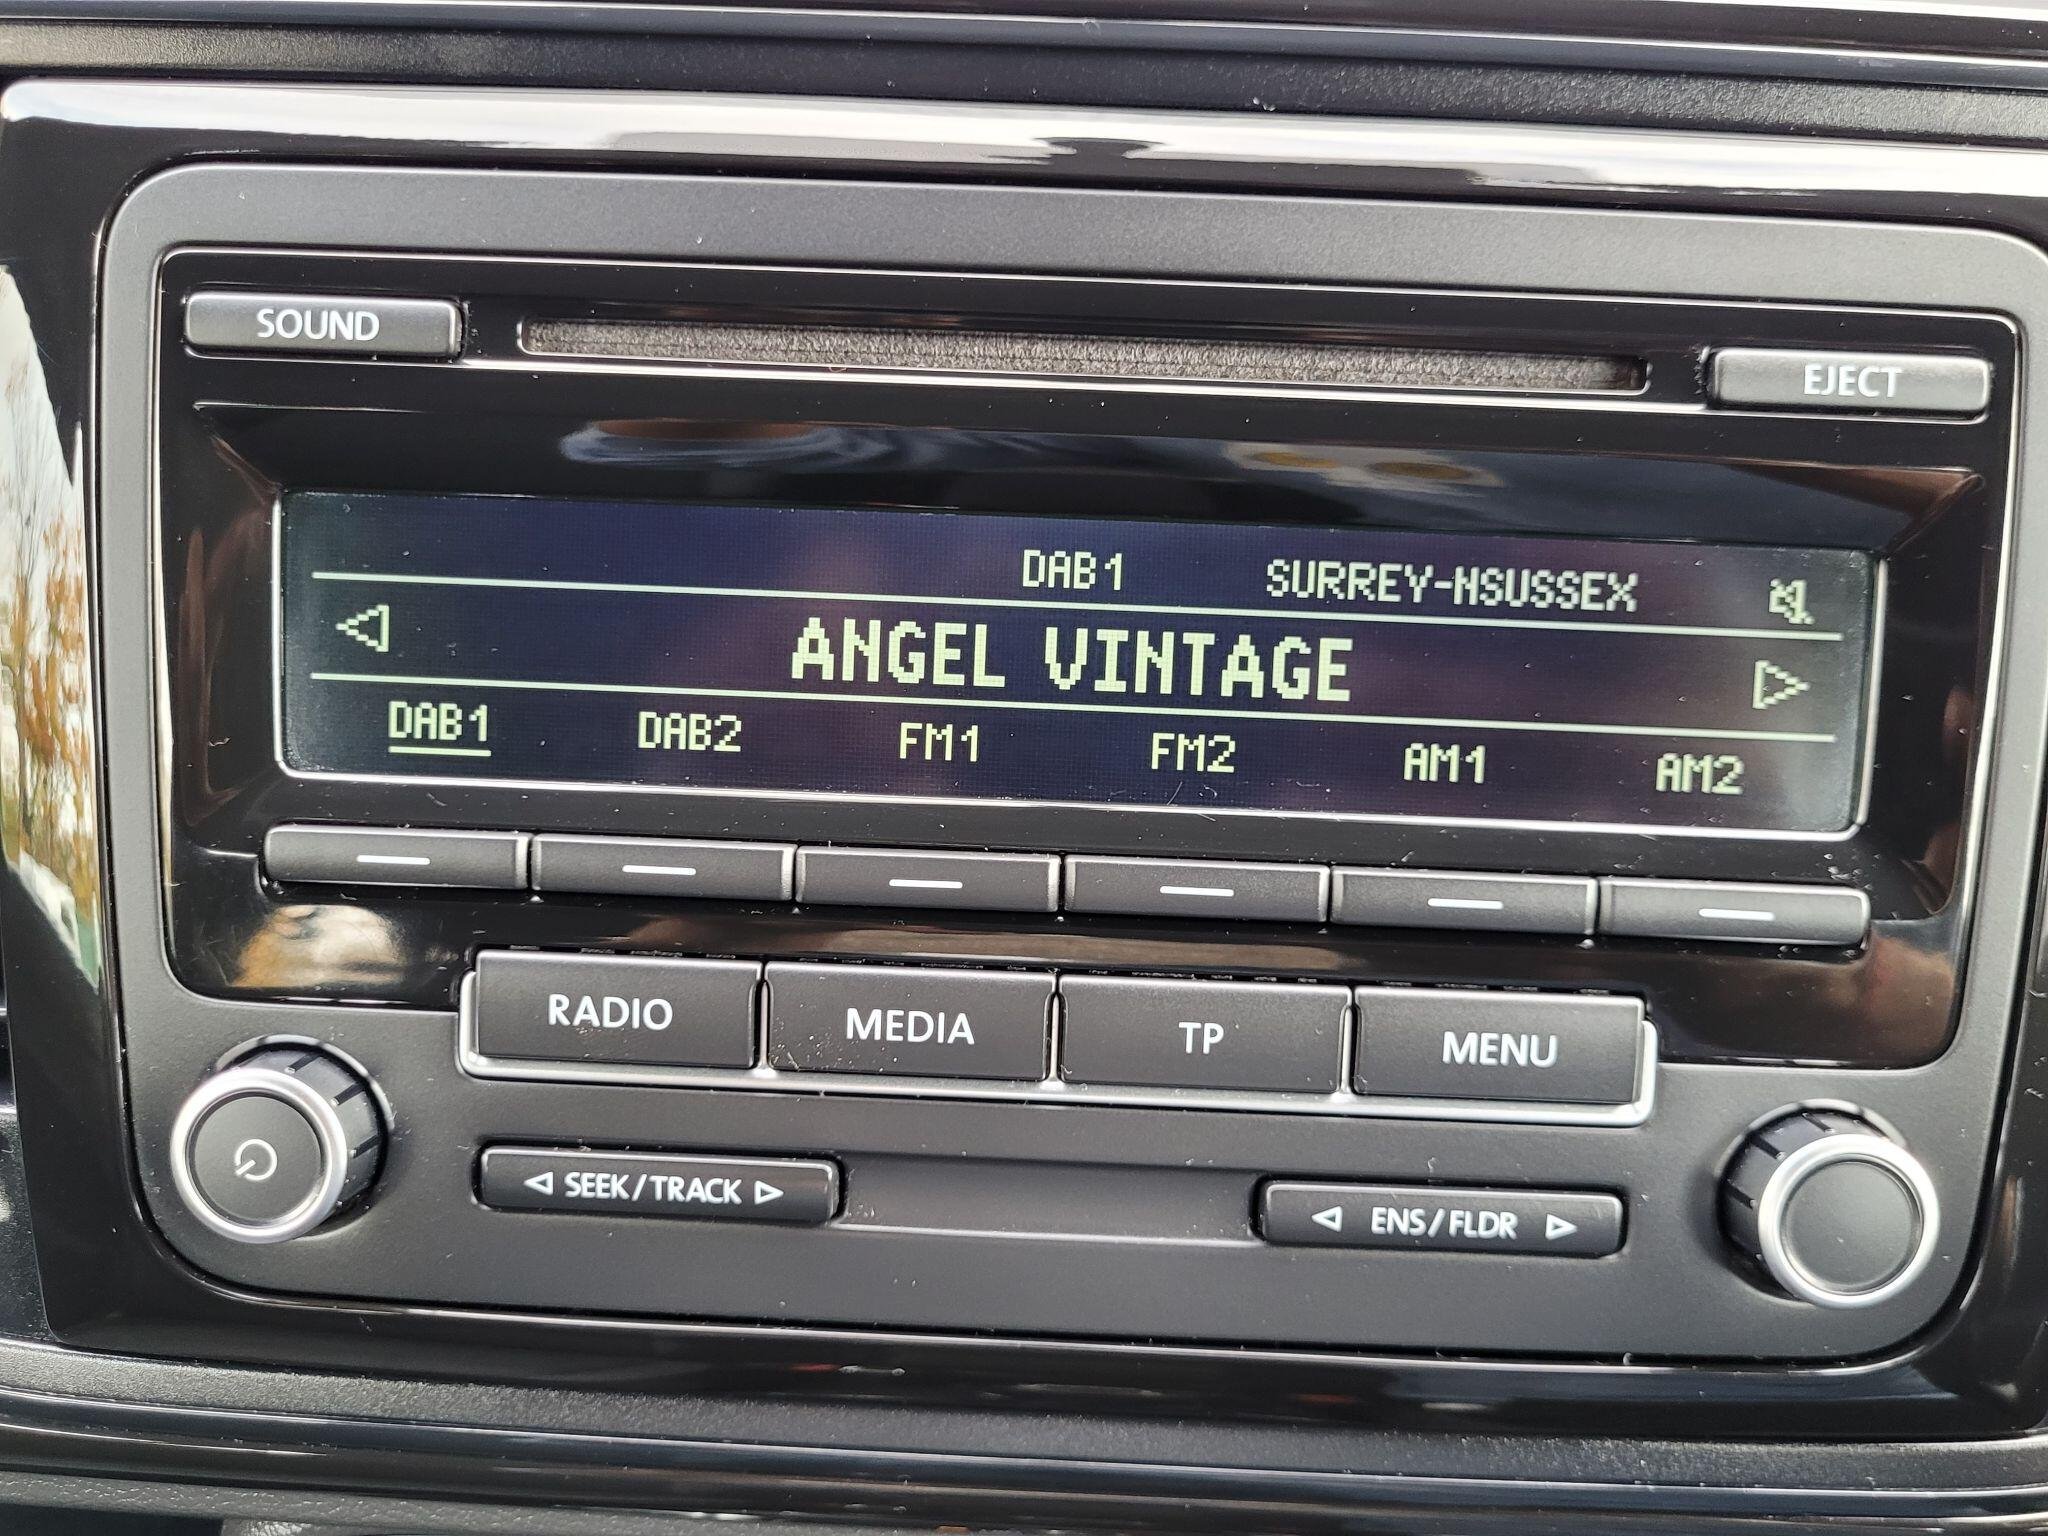 SOUND
EJECT
DAB1 SURREY-NSUSSEX
ANGEL VINTAGE
DAB1 DAB2 FM1 FM2 AM1 AM2
RADIO MEDIA TP MENU
SEEK/TRACK ENS/FLDR